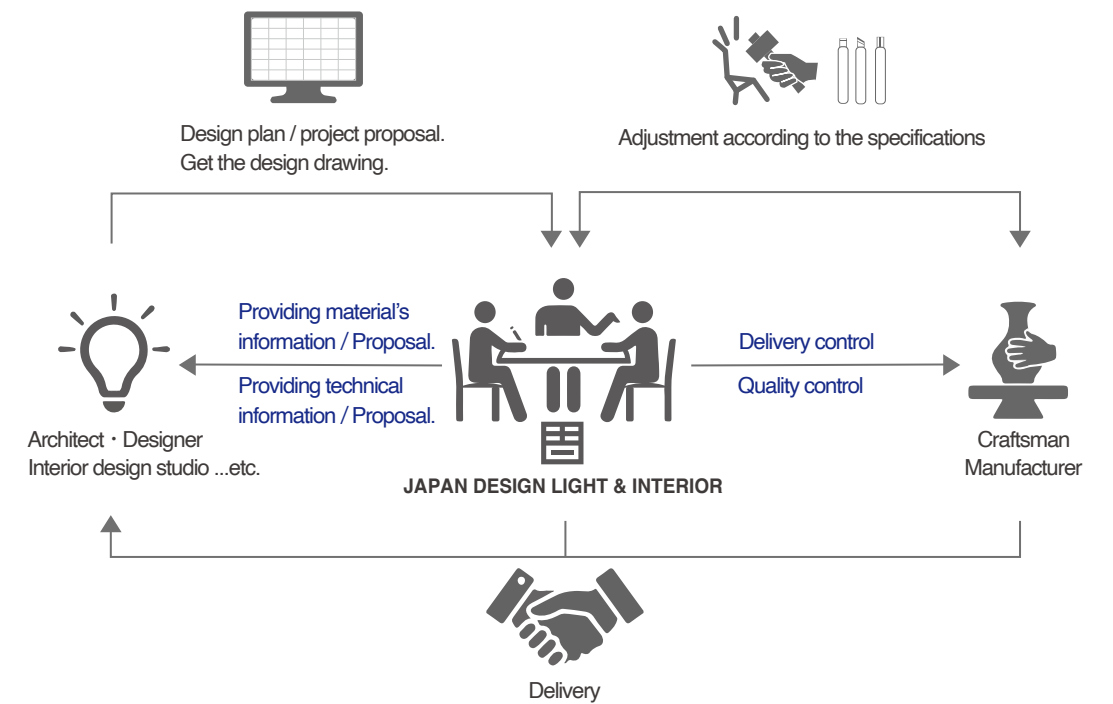 Design plan / project proposal.
Get the design drawing.
Adjustment according to the specifications
Providing material's
information / Proposal.
Providing technical
information / Proposal.
Delivery control
Quality control
Architect・Designer
Interior design studio ...etc.
JAPAN DESIGN LIGHT & INTERIOR
Craftsman
Manufacturer
Delivery